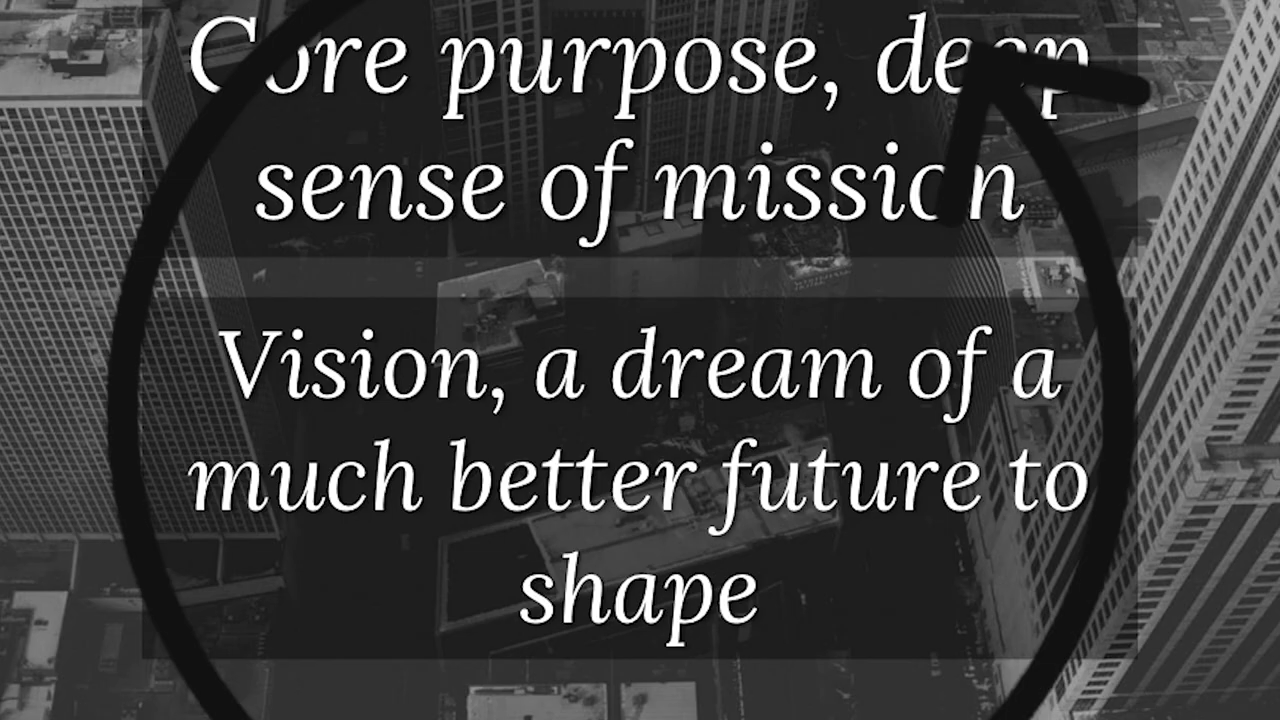 Core purpose, deep
sense of mission
Vision, a dream of a
much better future to
shape